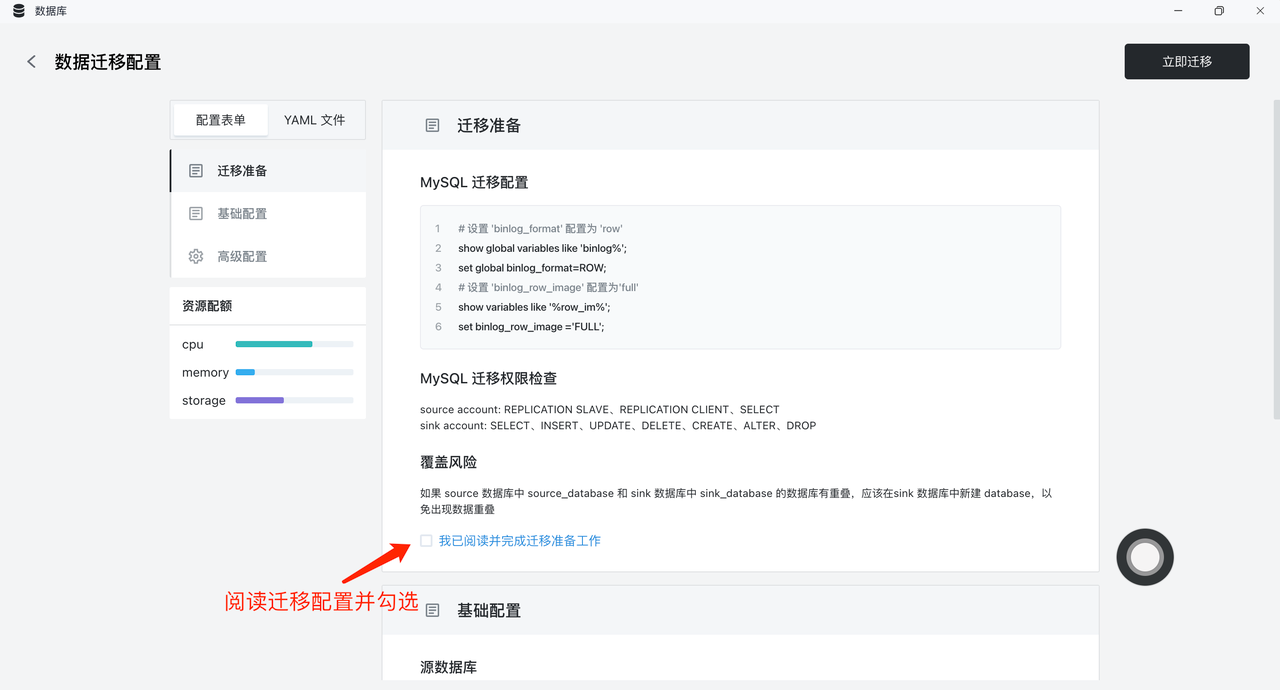 数据库
数据迁移配置
立即迁移
配置表单
YAML 文件
迁移准备
基础配置
高级配置
资源配额
cpu
memory
storage
迁移准备
MySQL 迁移配置
1 # 设置 'binlog_format' 配置为 'row'
2 show global variables like 'binlog%';
3 set global binlog_format=ROW;
4 # 设置 'binlog_row_image' 配置为'full'
5 show variables like '%row_im%';
6 set binlog_row_image ='FULL';
MySQL 迁移权限检查
source account: REPLICATION SLAVE、REPLICATION CLIENT、SELECT
sink account: SELECT、INSERT、UPDATE、DELETE、CREATE、ALTER、DROP
覆盖风险
如果 source 数据库中 source_database 和 sink 数据库中 sink_database 的数据库有重叠，应该在sink 数据库中新建 database，以
免出现数据重叠
我已阅读并完成迁移准备工作
阅读迁移配置并勾选
基础配置
源数据库